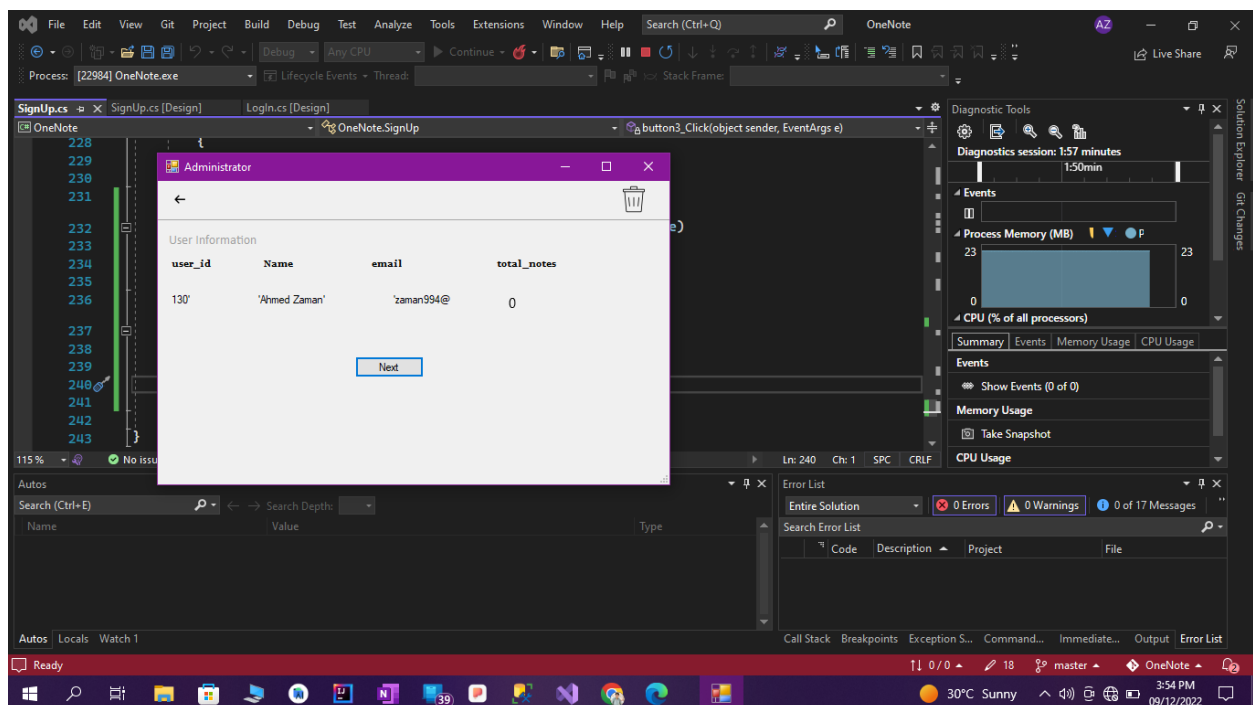 File Edit View Git Project Build Debug Test Analyze Tools Extensions Window Help Search (Ctrl+Q) OneNote AZ
Debug Any CPU Continue Live Share
Process: [22984] OneNote.exe Lifecycle Events Thread: Stack Frame:
SignUp.cs SignUp.cs [Design] LogIn.cs [Design]
OneNote OneNote.SignUp button3_Click(object sender, EventArgs e)
228 {
229
230
231
232 e)
233
234
235
236
237
238
239
240
241
242
243 }
Administrator
User Information
user_id Name email total_notes
130' 'Ahmed Zaman' 'zaman994@ 0
Next
115 % No issu Ln: 240 Ch: 1 SPC CRLF
Diagnostic Tools
Diagnostics session: 1:57 minutes
1:50min
Events
Process Memory (MB) P
23 23
0 0
CPU (% of all processors)
Summary Events Memory Usage CPU Usage
Events
Show Events (0 of 0)
Memory Usage
Take Snapshot
CPU Usage
Solution Explorer
Git Changes
Autos
Search (Ctrl+E) Search Depth:
Name Value Type
Autos Locals Watch 1
Error List
Entire Solution 0 Errors 0 Warnings 0 of 17 Messages
Search Error List
Code Description Project File
Call Stack Breakpoints Exception S... Command... Immediate... Output Error List
Ready 0 / 0 18 master OneNote 2
39 30°C Sunny 3:54 PM
09/12/2022